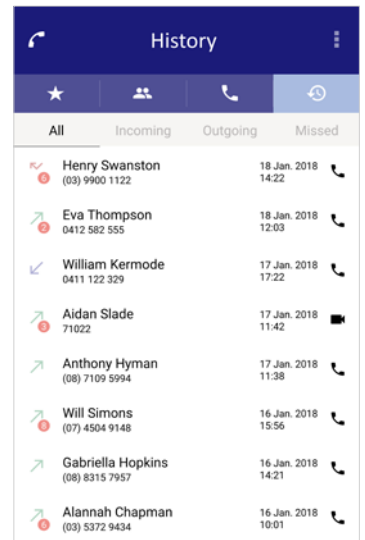 History
All Incoming Outgoing Missed
Henry Swanston 18 Jan. 2018
6 (03) 9900 1122 14:22
Eva Thompson 18 Jan. 2018
2 0412 582 555 12:03
William Kermode 17 Jan. 2018
0411 122 329 17:22
Aidan Slade 17 Jan. 2018
3 71022 11:42
Anthony Hyman 17 Jan. 2018
(08) 7109 5994 11:38
Will Simons 16 Jan. 2018
8 (07) 4504 9148 15:56
Gabriella Hopkins 16 Jan. 2018
(08) 8315 7957 14:21
Alannah Chapman 16 Jan. 2018
6 (03) 5372 9434 10:01